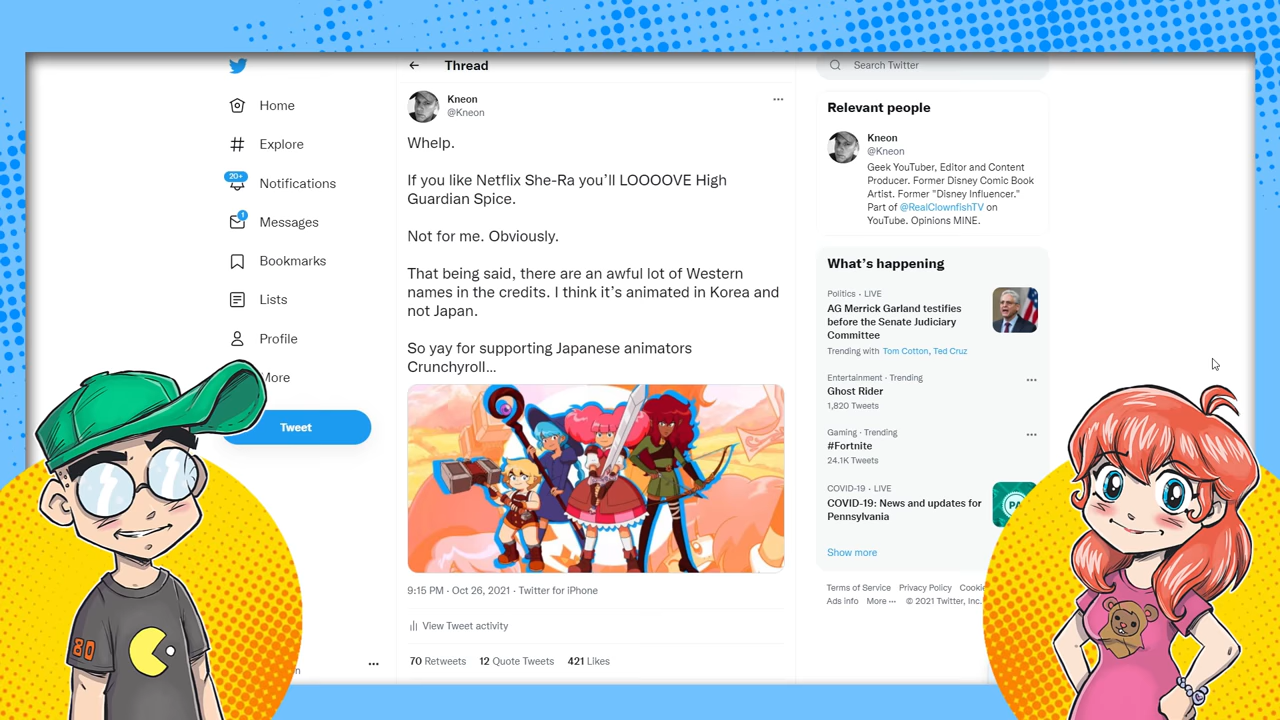 Home
Explore
20+
Notifications
1
Messages
Bookmarks
Lists
Profile
More
Tweet
Thread
Kneon
@Kneon
Whelp.
If you like Netflix She-Ra you’ll LOOOOVE High
Guardian Spice.
Not for me. Obviously.
That being said, there are an awful lot of Western
names in the credits. I think it’s animated in Korea and
not Japan.
So yay for supporting Japanese animators
Crunchyroll...
9:15 PM · Oct 26, 2021 · Twitter for iPhone
View Tweet activity
70 Retweets 12 Quote Tweets 421 Likes
Search Twitter
Relevant people
Kneon
@Kneon
Geek YouTuber, Editor and Content
Producer. Former Disney Comic Book
Artist. Former "Disney Influencer."
Part of @RealClownfishTV on
YouTube. Opinions MINE.
What’s happening
Politics · LIVE
AG Merrick Garland testifies
before the Senate Judiciary
Committee
Trending with Tom Cotton, Ted Cruz
Entertainment · Trending
Ghost Rider
1,820 Tweets
Gaming · Trending
#Fortnite
24.1K Tweets
COVID-19 · LIVE
COVID-19: News and updates for
Pennsylvania
PA
Show more
Terms of Service Privacy Policy
Ads info More ··· © 2021 Twitter, Inc.
80